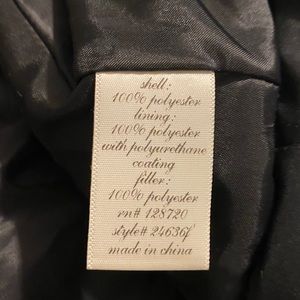 shell:
100% polyester
lining:
100% polyester
with polyurethane
coating
filler:
100% polyester
rn# 128720
style# 24636f
made in china